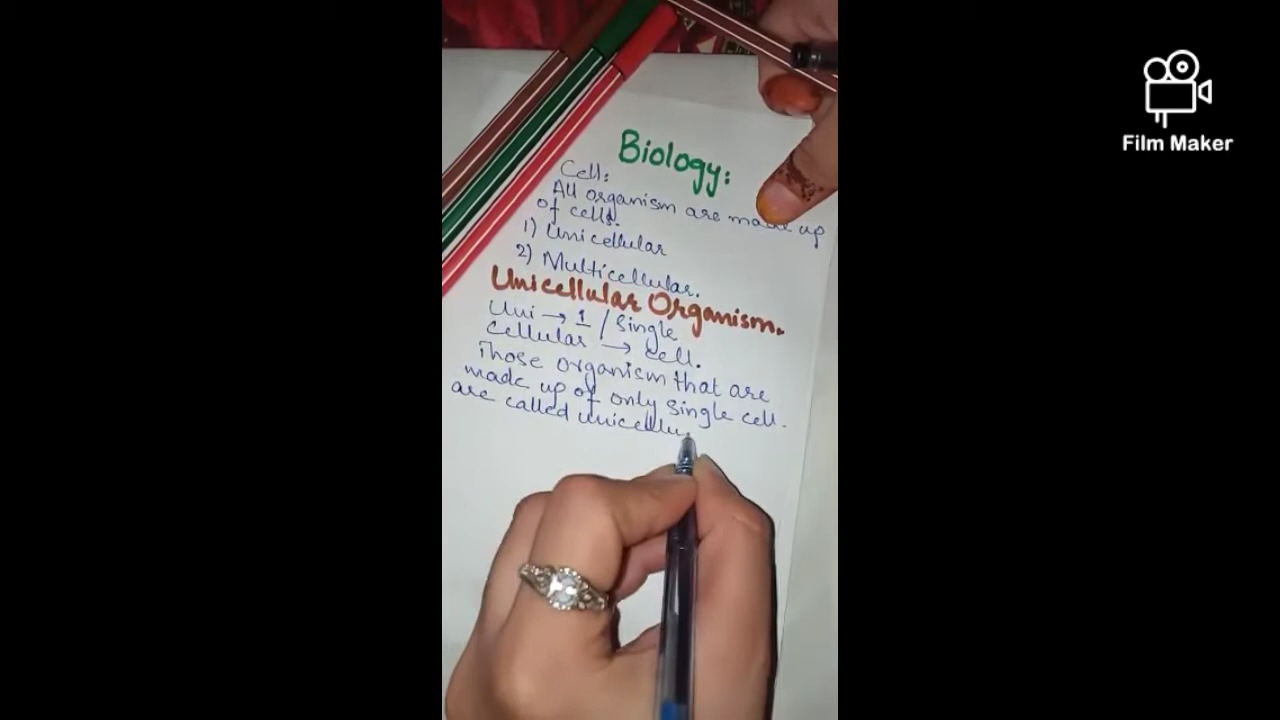 Biology:
Cell:
All organism are made up
of cells.
1) Unicellular
2) Multicellular.
Unicellular Organism.
Uni → 1 / Single
Cellular → cell.
Those organism that are
made up of only single cell.
are called unicellu
Film Maker